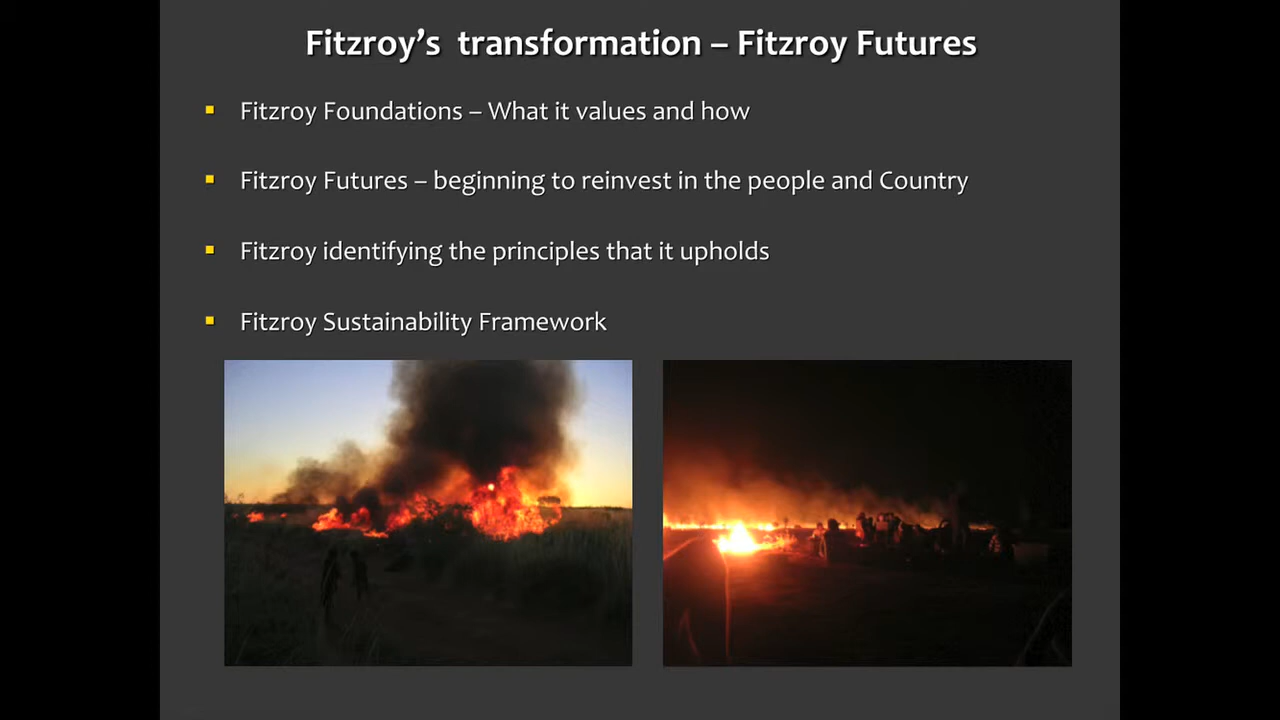 Fitzroy’s transformation – Fitzroy Futures
Fitzroy Foundations – What it values and how
Fitzroy Futures – beginning to reinvest in the people and Country
Fitzroy identifying the principles that it upholds
Fitzroy Sustainability Framework